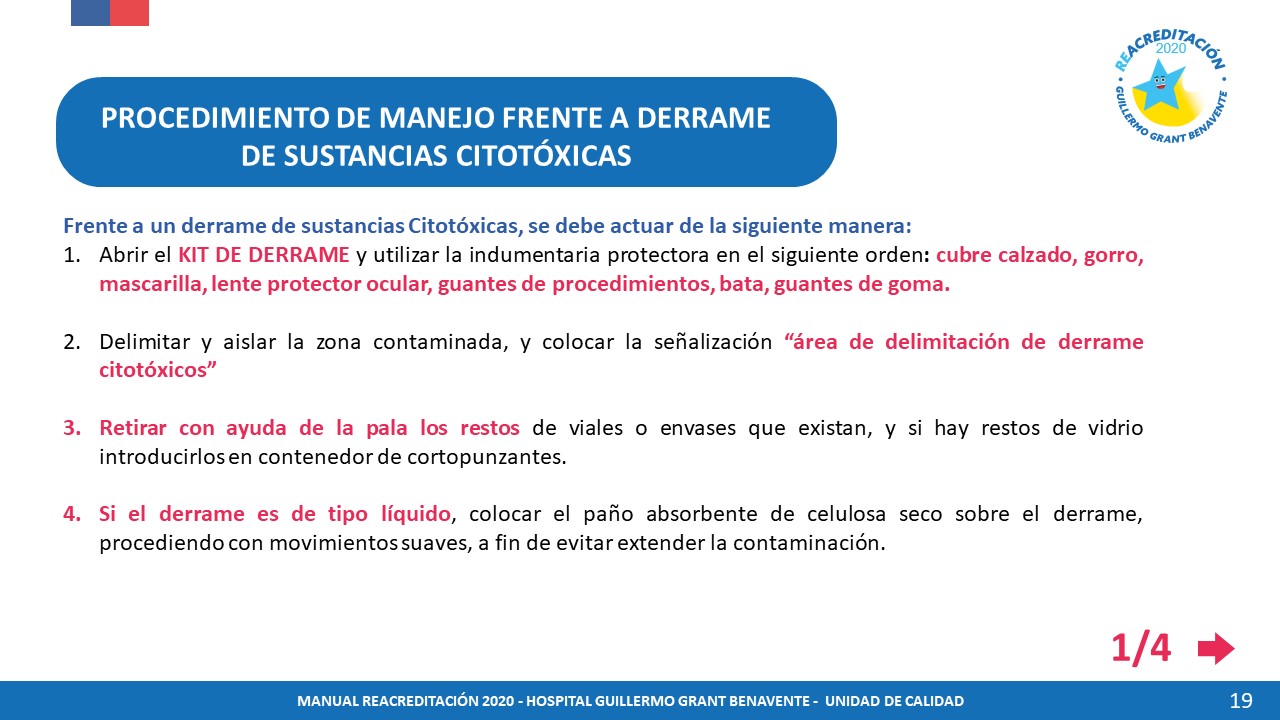 REACREDITACIÓN
2020
GUILLERMO GRANT BENAVENTE
PROCEDIMIENTO DE MANEJO FRENTE A DERRAME
DE SUSTANCIAS CITOTÓXICAS
Frente a un derrame de sustancias Citotóxicas, se debe actuar de la siguiente manera:
1. Abrir el KIT DE DERRAME y utilizar la indumentaria protectora en el siguiente orden: cubre calzado, gorro,
mascarilla, lente protector ocular, guantes de procedimientos, bata, guantes de goma.
2. Delimitar y aislar la zona contaminada, y colocar la señalización “área de delimitación de derrame
citotóxicos”
3. Retirar con ayuda de la pala los restos de viales o envases que existan, y si hay restos de vidrio
introducirlos en contenedor de cortopunzantes.
4. Si el derrame es de tipo líquido, colocar el paño absorbente de celulosa seco sobre el derrame,
procediendo con movimientos suaves, a fin de evitar extender la contaminación.
1/4
MANUAL REACREDITACIÓN 2020 - HOSPITAL GUILLERMO GRANT BENAVENTE - UNIDAD DE CALIDAD
19